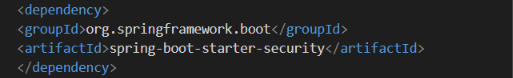 <dependency>
<groupId>org.springframework.boot</groupId>
<artifactId>spring-boot-starter-security</artifactId>
</dependency>